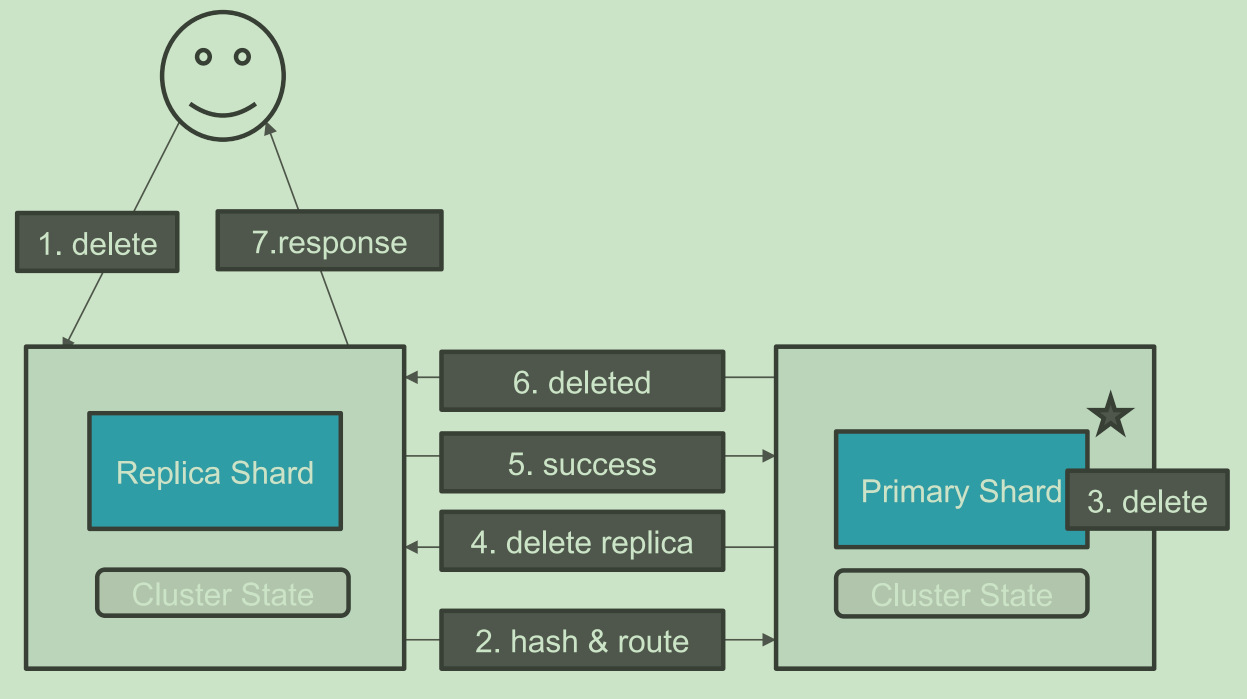 1. delete
7.response
6. deleted
5. success
4. delete replica
2. hash & route
Replica Shard
Cluster State
Primary Shard
3. delete
Cluster State